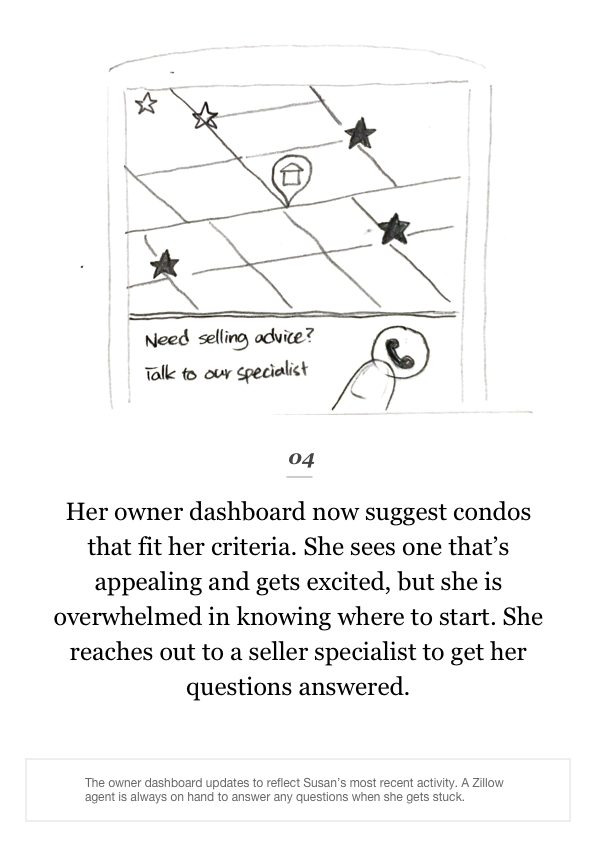 Need selling advice?
Talk to our specialist
04
Her owner dashboard now suggest condos
that fit her criteria. She sees one that’s
appealing and gets excited, but she is
overwhelmed in knowing where to start. She
reaches out to a seller specialist to get her
questions answered.
The owner dashboard updates to reflect Susan’s most recent activity. A Zillow
agent is always on hand to answer any questions when she gets stuck.